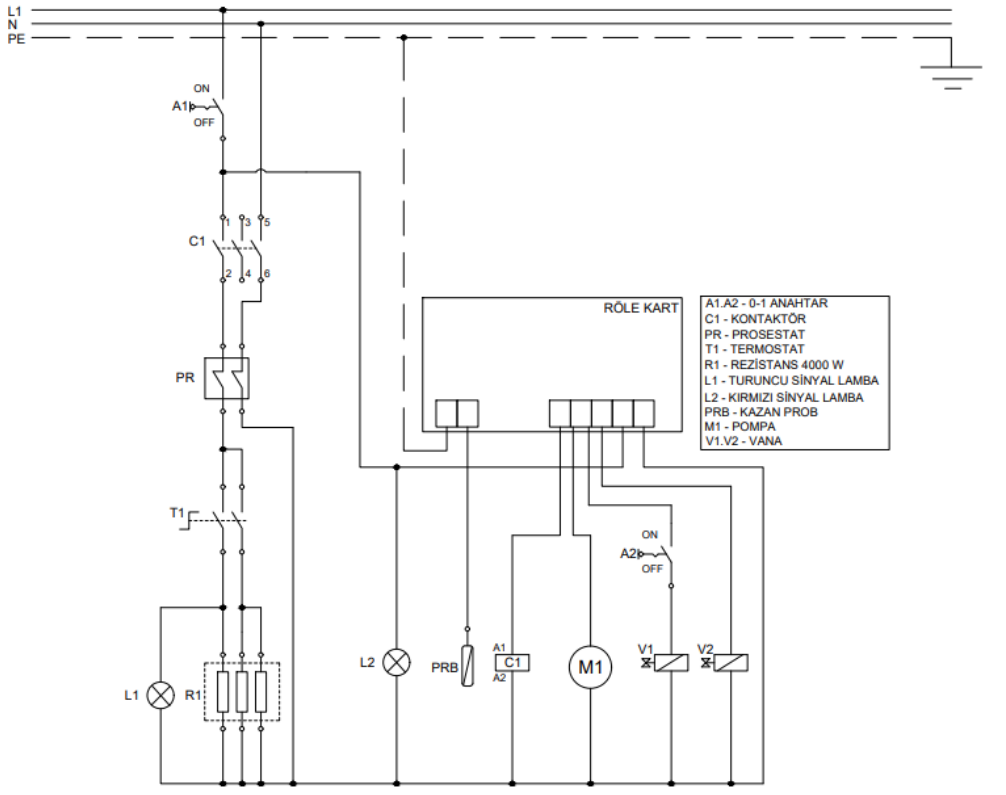 L1
N
PE
ON
A1
OFF
1 3 5
C1
2 4 6
PR
T1
L1
R1
L2
PRB
RÖLE KART
A1
C1
A2
M1
ON
A2
OFF
V1
V2
A1.A2 - 0-1 ANAHTAR
C1 - KONTAKTÖR
PR - PROSESTAT
T1 - TERMOSTAT
R1 - REZİSTANS 4000 W
L1 - TURUNCU SİNYAL LAMBA
L2 - KIRMIZI SİNYAL LAMBA
PRB - KAZAN PROB
M1 - POMPA
V1.V2 - VANA